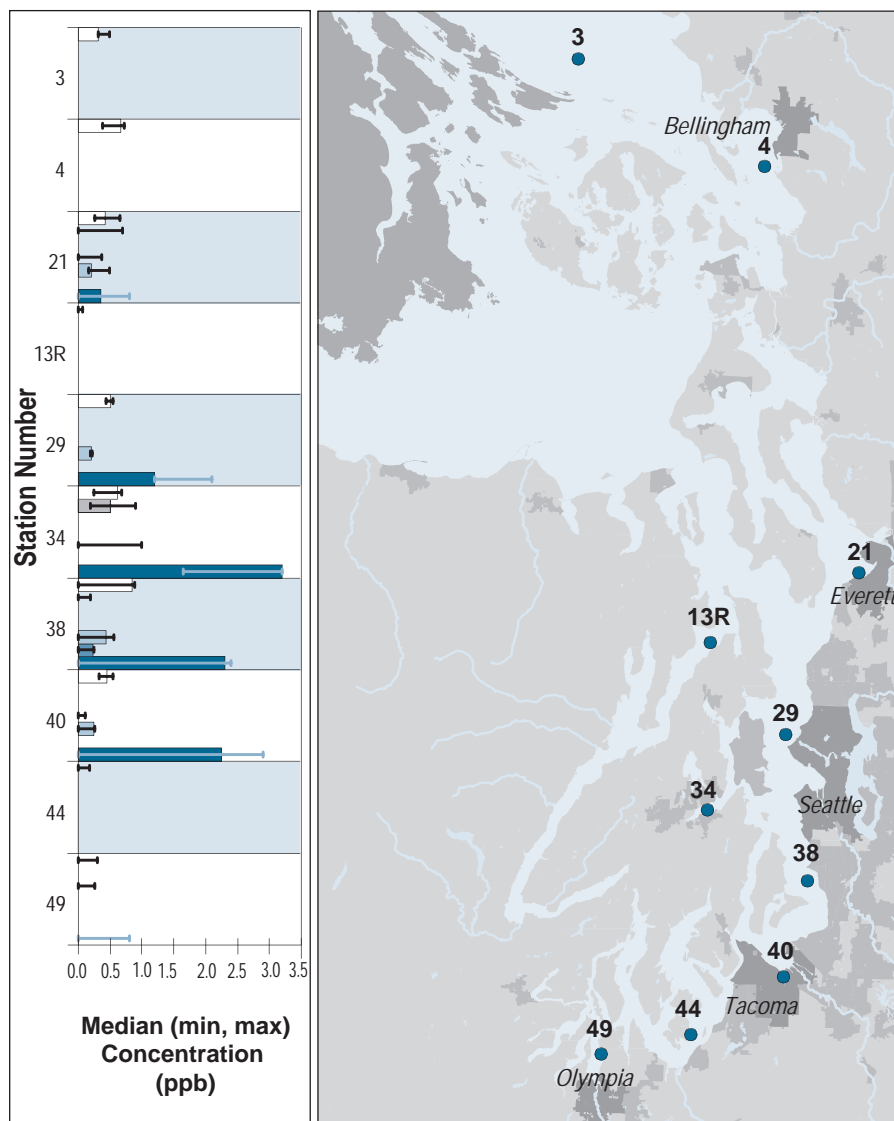 Station Number
3
4
21
13R
29
34
38
40
44
49
0.0 0.5 1.0 2.0 2.5 3.0 3.5
Median (min, max)
Concentration
(ppb)
3
Bellingham
4
21
Everett
13R
29
34
Seattle
38
40
Tacoma
44
49
Olympia